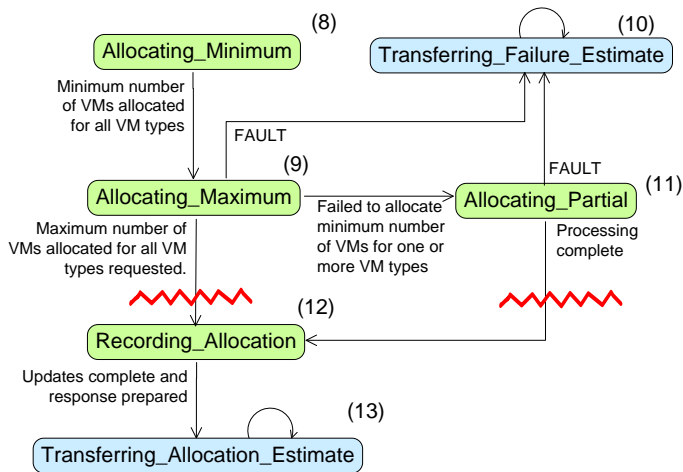 (8)
(10)
Allocating_Minimum
Transferring_Failure_Estimate
Minimum number
of VMs allocated
for all VM types
FAULT
FAULT
(9)
(11)
Allocating_Maximum
Allocating_Partial
Failed to allocate
minimum number
of VMs for one or
more VM types
Maximum number of
VMs allocated for all VM
types requested.
Processing
complete
(12)
Recording_Allocation
Updates complete and
response prepared
(13)
Transferring_Allocation_Estimate